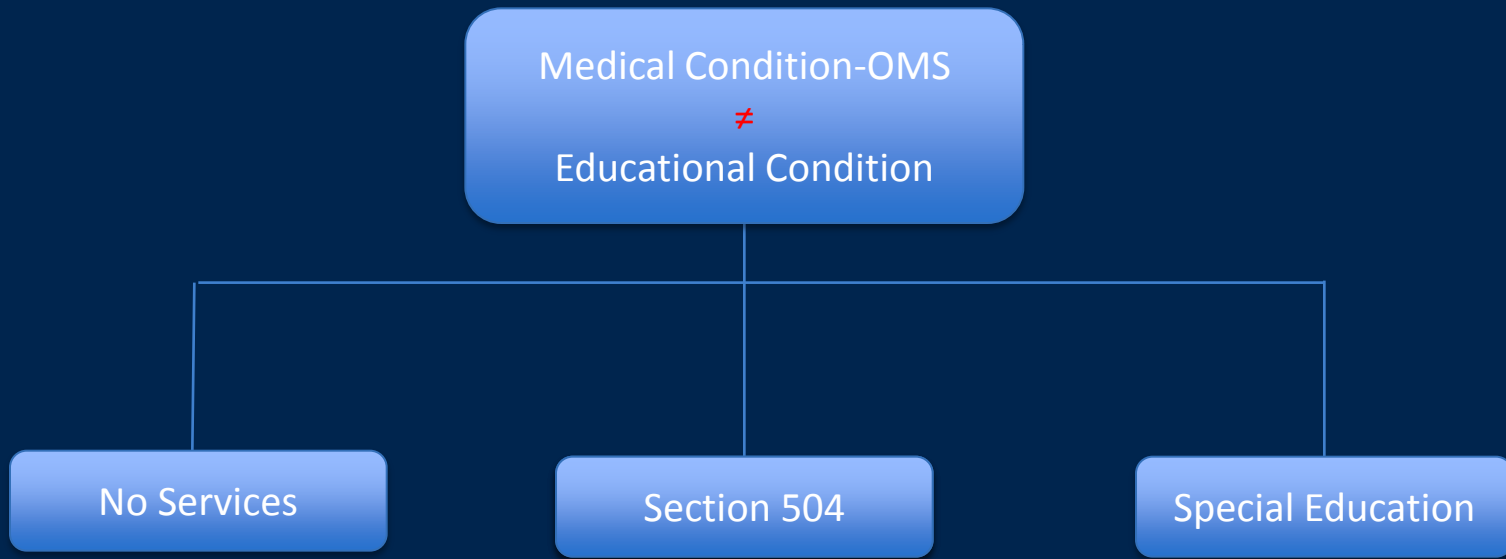 Medical Condition-OMS
≠
Educational Condition
No Services
Section 504
Special Education